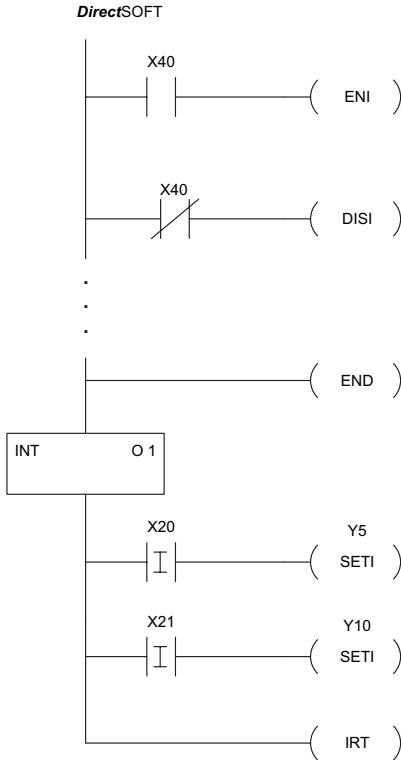 DirectSOFT
X40
ENI
X40
DISI
END
INT O 1
X20 Y5
SETI
X21 Y10
SETI
IRT